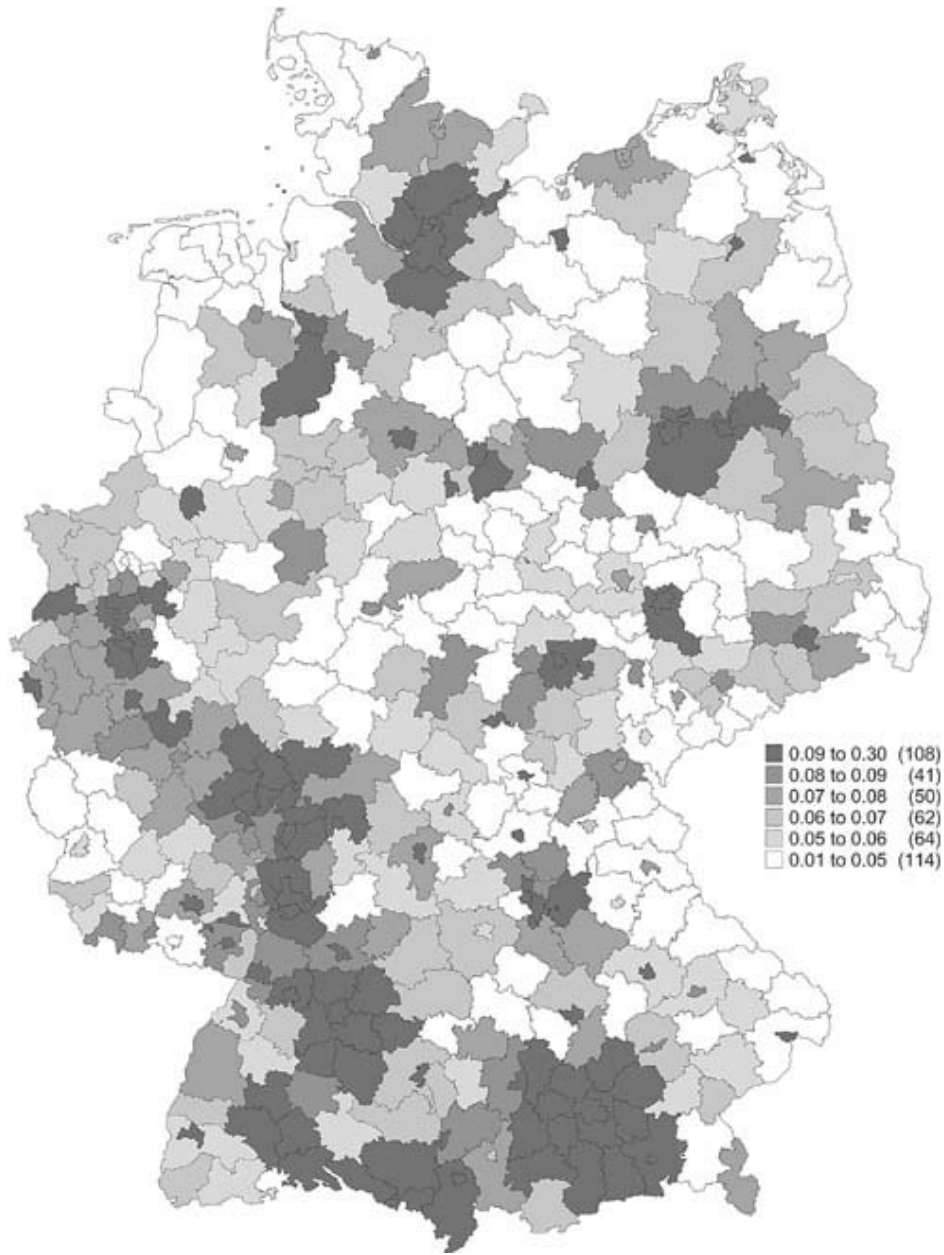 0.09 to 0.30 (108)
0.08 to 0.09 (41)
0.07 to 0.08 (50)
0.06 to 0.07 (62)
0.05 to 0.06 (64)
0.01 to 0.05 (114)